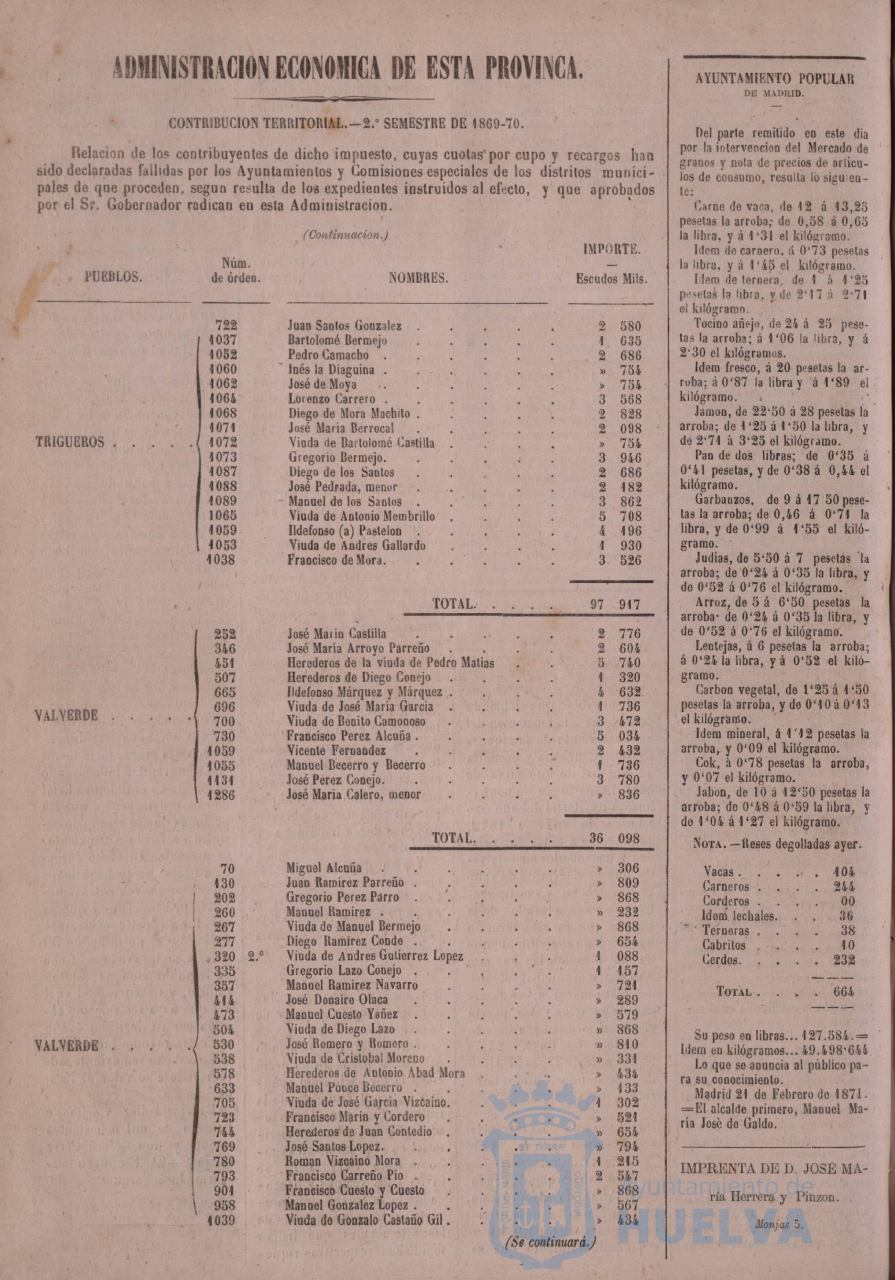 ADMINISTRACION ECONOMICA DE ESTA PROVINCA.
CONTRIBUCION TERRITORIAL.—2.º SEMESTRE DE 1869-70.
Relacion de los contribuyentes de dicho impuesto, cuyas cuotas por cupo y recargos han
sido declaradas fallidas por los Ayuntamientos y Comisiones especiales de los distritos munici-
pales de que proceden, segun resulta de los expedientes instruidos al efecto, y que aprobados
por el Sr. Gobernador radican en esta Administracion.
(Continuacion.)
PUEBLOS. Núm. de órden. NOMBRES. IMPORTE. — Escudos Mils.
722 Juan Santos Gonzalez . . . . . 2 580
1037 Bartolomé Bermejo . . . . . 1 635
1052 Pedro Camacho . . . . . . 2 686
1060 Inés la Diaguina . . . . . . » 754
1062 José de Moya . . . . . . » 754
1064 Lorenzo Carrero . . . . . . 3 568
1068 Diego de Mora Machito . . . . . 2 828
1071 José Maria Berrocal . . . . . 2 098
TRIGUEROS . . . . . 1072 Viuda de Bartolomé Castilla . . . . » 754
1073 Gregorio Bermejo. . . . . . 3 946
1087 Diego de los Santos . . . . . 2 686
1088 José Pedrada, menor . . . . . 2 182
1089 Manuel de los Santos . . . . . 3 862
1065 Viuda de Antonio Membrillo . . . . 5 708
1059 Ildefonso (a) Pastelon . . . . . 4 196
1053 Viuda de Andres Gallardo . . . . 1 930
1038 Francisco de Mora. . . . . . 3 526
TOTAL. . . . . 97 917
252 José Marin Castilla . . . . . 2 776
346 José Maria Arroyo Parreño . . . . 2 604
451 Herederos de la viuda de Pedro Matias . . 5 740
507 Herederos de Diego Conejo . . . . 1 320
665 Ildefonso Márquez y Márquez . . . . 4 632
696 Viuda de José Maria Garcia . . . . 1 736
VALVERDE . . . . . 700 Viuda de Benito Camonoso . . . . 3 472
730 Francisco Perez Alcuña . . . . . 5 034
1059 Vicente Fernandez . . . . . 2 432
1055 Manuel Becerro y Becerro . . . . 1 736
1131 José Perez Conejo. . . . . . 3 780
1286 José Maria Calero, menor . . . . » 836
TOTAL. . . . . 36 098
70 Miguel Alcuña . . . . . . » 306
130 Juan Ramirez Parreño . . . . . » 809
202 Gregorio Perez Parro . . . . . » 868
260 Manuel Ramirez . . . . . . » 232
267 Viuda de Manuel Bermejo . . . . » 868
277 Diego Ramirez Conde . . . . . » 654
320 2.º Viuda de Andres Gutierrez Lopez . . . 1 088
335 Gregorio Lazo Conejo . . . . . 1 157
357 Manuel Ramirez Navarro . . . . » 721
414 José Donaire Olaca . . . . . » 289
473 Manuel Cuesto Yañez . . . . . » 579
504 Viuda de Diego Lazo . . . . . » 868
VALVERDE . . . . . 530 José Romero y Romero . . . . . » 810
538 Viuda de Cristobal Moreno . . . . » 331
578 Herederos de Antonio Abad Mora . . . » 434
633 Manuel Ponce Becerro . . . . . » 133
705 Viuda de José Garcia Vizcaino. . . . 1 302
723 Francisco Marin y Cordero . . . . » 521
744 Herederos de Juan Contedio . . . . » 654
769 José Santos Lopez. . . . . . » 794
780 Roman Vizcaino Mora . . . . . 1 215
793 Francisco Carreño Pio . . . . . 2 547
901 Francisco Cuesto y Cuesto . . . . » 868
958 Manuel Gonzalez Lopez . . . . . » 567
1039 Viuda de Gonzalo Castaño Gil . . . . » 434
(Se continuará.)
AYUNTAMIENTO POPULAR
DE MADRID.
Del parte remitido en este dia
por la intervencion del Mercado de
granos y nota de precios de articu-
los de consumo, resulta lo siguien-
te:
Carne de vaca, de 12 á 13,25
pesetas la arroba; de 0,58 á 0,65
la libra, y á 1'31 el kilógramo.
Idem de carnero, á 0'73 pesetas
la libra, y á 1'45 el kilógramo.
Idem de ternera, de 1 á 1'25
pesetas la libra, y de 2'17 á 2'71
el kilógramo.
Tocino añejo, de 24 á 25 pese-
tas la arroba; á 1'06 la libra, y á
2'30 el kilógramos.
Idem fresco, á 20 pesetas la ar-
roba; á 0'87 la libra y á 1'89 el
kilógramo.
Jamon, de 22'50 á 28 pesetas la
arroba; de 1'25 á 1'50 la libra, y
de 2'71 à 3'25 el kilógramo.
Pan de dos libras; de 0'35 á
0'41 pesetas, y de 0'38 á 0,44 el
kilógramo.
Garbanzos, de 9 á 17 50 pese-
tas la arroba; de 0,46 á 0'71 la
libra, y de 0'99 á 1'55 el kiló-
gramo.
Judias, de 5'50 á 7 pesetas la
arroba; de 0'24 á 0'35 la libra, y
de 0'52 á 0'76 el kilógramo.
Arroz, de 5 á 6'50 pesetas la
arroba· de 0'24 á 0'35 la libra, y
de 0'52 á 0'76 el kilógramo.
Lentejas, á 6 pesetas la arroba;
á 0'24 la libra, y á 0'52 el kiló-
gramo.
Carbon vegetal, de 1'25 á 1'50
pesetas la arroba, y de 0'10 á 0'13
el kilógramo.
Idem mineral, á 1'12 pesetas la
arroba, y 0'09 el kilógramo.
Cok, á 0'78 pesetas la arroba,
y 0'07 el kilógramo.
Jabon, de 10 á 12'50 pesetas la
arroba; de 0'48 á 0'59 la libra, y
de 1'04 á 1'27 el kilógramo.
NOTA. —Reses degolladas ayer.
Vacas . . . . . 104
Carneros . . . . 244
Corderos . . . . 00
Idem lechales. . . 36
Terneras . . . . 38
Cabritos . . . . 10
Cerdos. . . . . 232
TOTAL . . . . 664
Su peso en libras... 127.584.=
Idem en kilógramos... 49.498·644
Lo que se anuncia al público pa-
ra su conocimiento.
Madrid 21 de Febrero de 1871.
=El alcalde primero, Manuel Ma-
ría José de Galdo.
IMPRENTA DE D. JOSÉ MA-
ría Herrera y Pinzon.
Monjas 5.
Ayuntamiento de
HUELVA